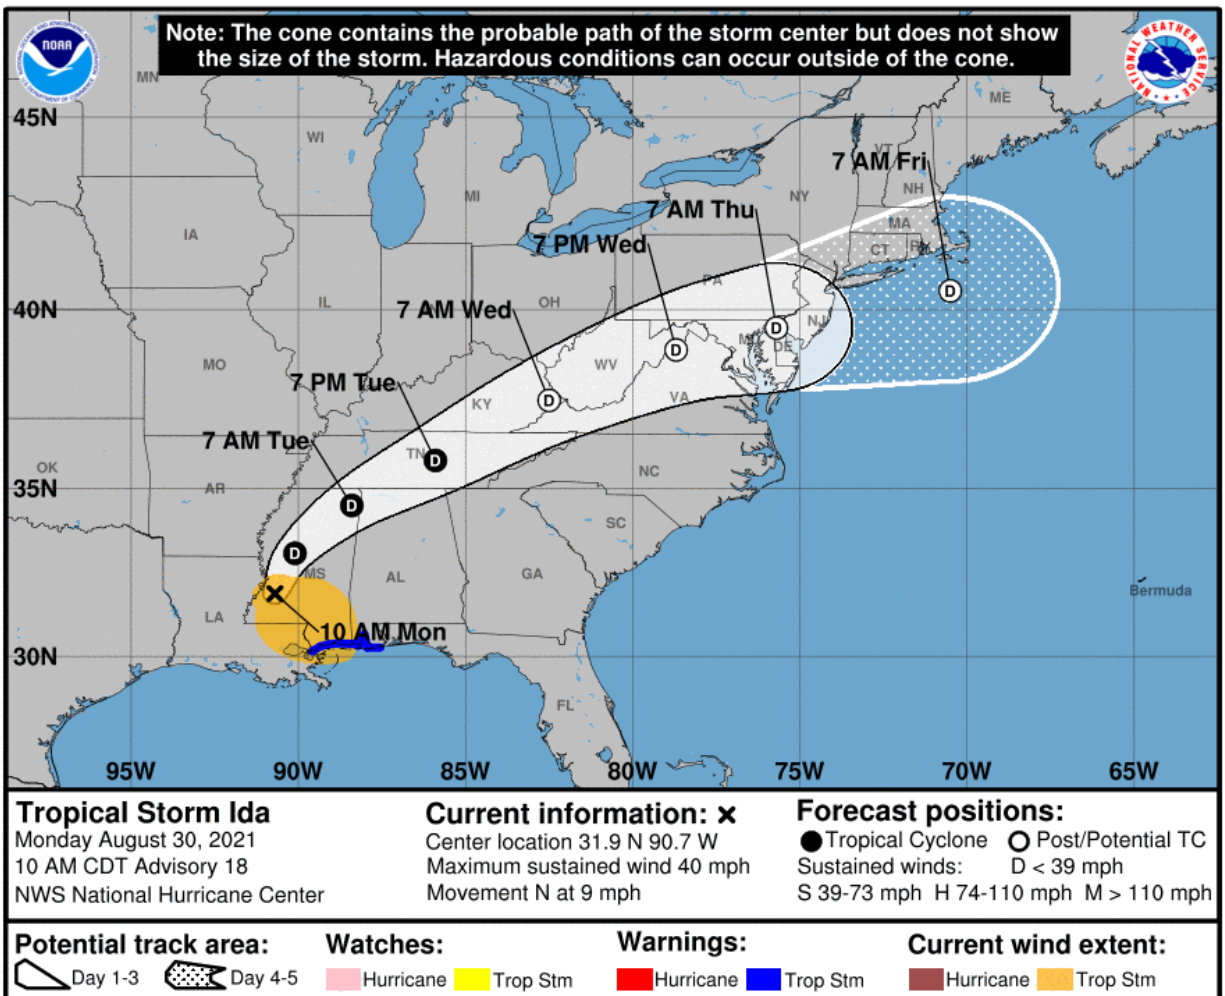 Note: The cone contains the probable path of the storm center but does not show
the size of the storm. Hazardous conditions can occur outside of the cone.
NOAA
NATIONAL WEATHER SERVICE
MN
ME
45N
WI
VT
7 AM Fri
NH
MI
NY
7 AM Thu
MA
IA
7 PM Wed
CT
RI
PA
40N
IL
7 AM Wed
OH
NJ
MO
WV
DE
7 PM Tue
KY
VA
7 AM Tue
TN
OK
NC
35N
AR
SC
MS
AL
GA
Bermuda
LA
10 AM Mon
30N
FL
95W 90W 85W 80W 75W 70W 65W
Tropical Storm Ida
Monday August 30, 2021
10 AM CDT Advisory 18
NWS National Hurricane Center
Current information: x
Center location 31.9 N 90.7 W
Maximum sustained wind 40 mph
Movement N at 9 mph
Forecast positions:
Tropical Cyclone Post/Potential TC
Sustained winds: D < 39 mph
S 39-73 mph H 74-110 mph M > 110 mph
Potential track area:
Day 1-3 Day 4-5
Watches:
Hurricane Trop Stm
Warnings:
Hurricane Trop Stm
Current wind extent:
Hurricane Trop Stm